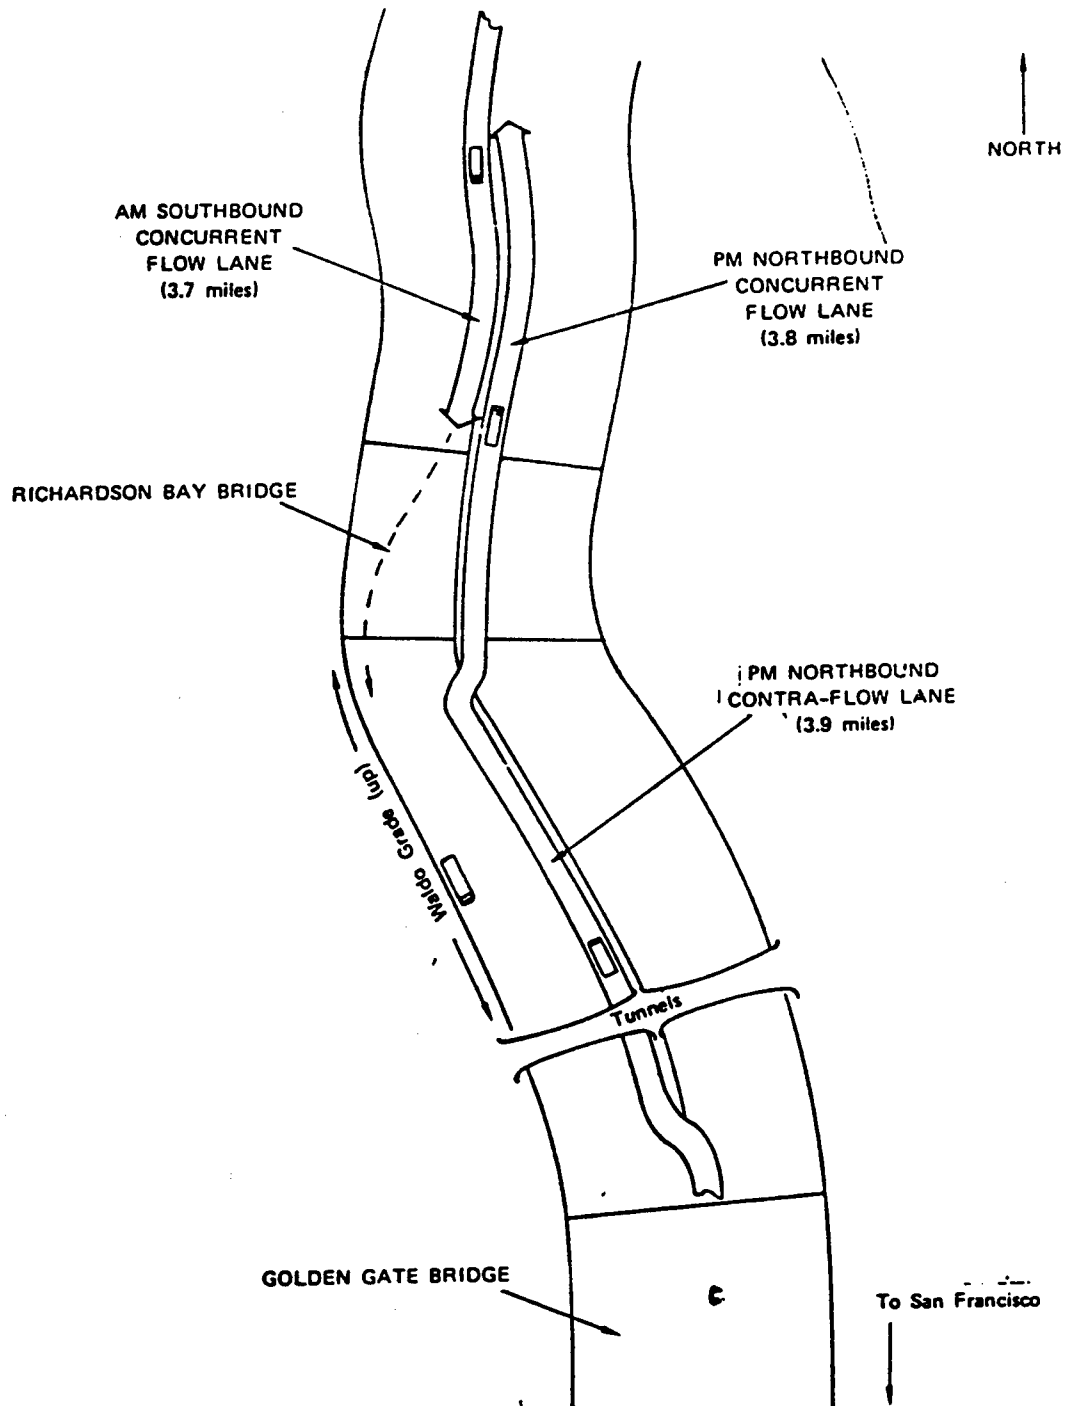 NORTH
AM SOUTHBOUND
CONCURRENT
FLOW LANE
(3.7 miles)
PM NORTHBOUND
CONCURRENT
FLOW LANE
(3.8 miles)
RICHARDSON BAY BRIDGE
PM NORTHBOUND
CONTRA-FLOW LANE
(3.9 miles)
Waldo Grade (up)
Tunnels
GOLDEN GATE BRIDGE
To San Francisco